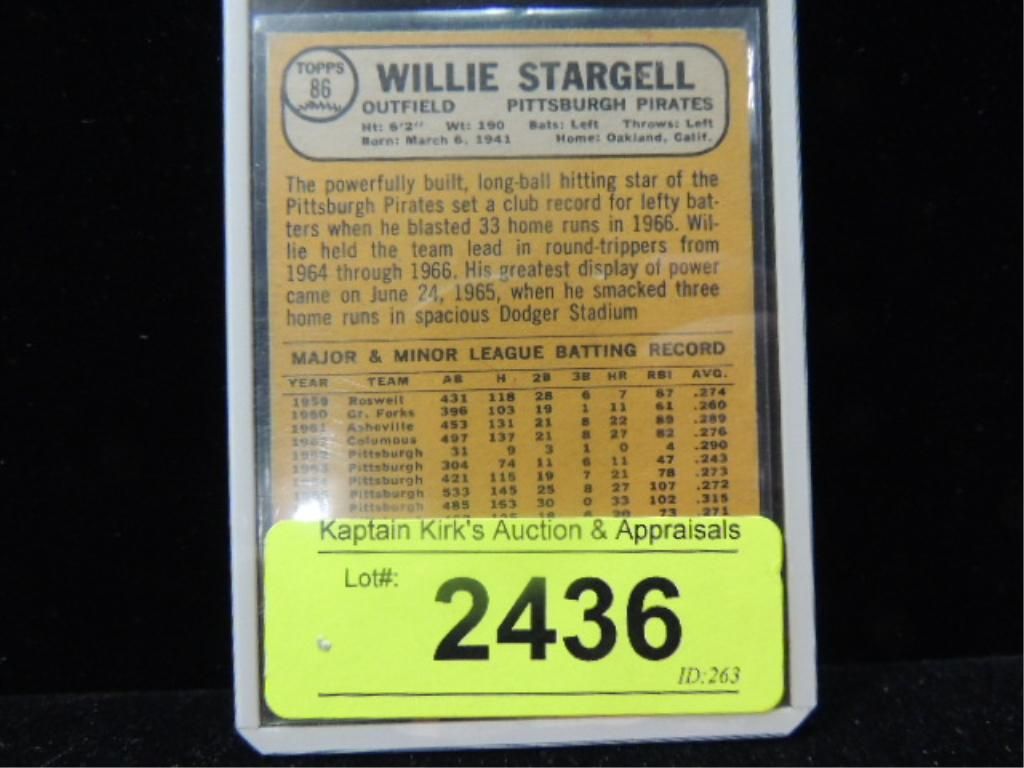 TOPPS
86
WILLIE STARGELL
OUTFIELD PITTSBURGH PIRATES
Ht: 6'2" Wt: 190 Bats: Left Throws: Left
Born: March 6, 1941 Home: Oakland, Calif.
The powerfully built, long-ball hitting star of the
Pittsburgh Pirates set a club record for lefty bat-
ters when he blasted 33 home runs in 1966. Wil-
lie held the team lead in round-trippers from
1964 through 1966. His greatest display of power
came on June 24, 1965, when he smacked three
home runs in spacious Dodger Stadium
MAJOR & MINOR LEAGUE BATTING RECORD
YEAR TEAM AB H 2B 3B HR RBI AVG.
1959 Roswell 431 118 28 6 7 87 .274
1960 Gr. Forks 396 103 19 1 11 61 .260
1961 Asheville 453 131 21 8 22 89 .289
1962 Columbus 497 137 21 8 27 82 .276
1962 Pittsburgh 31 9 3 1 0 4 .290
1963 Pittsburgh 304 74 11 6 11 47 .243
Pittsburgh 421 115 19 7 21 78 .273
Pittsburgh 533 145 25 8 27 107 .272
Pittsburgh 485 153 30 0 33 102 .315
73 .271
Kaptain Kirk's Auction & Appraisals
Lot#:
2436
ID:263